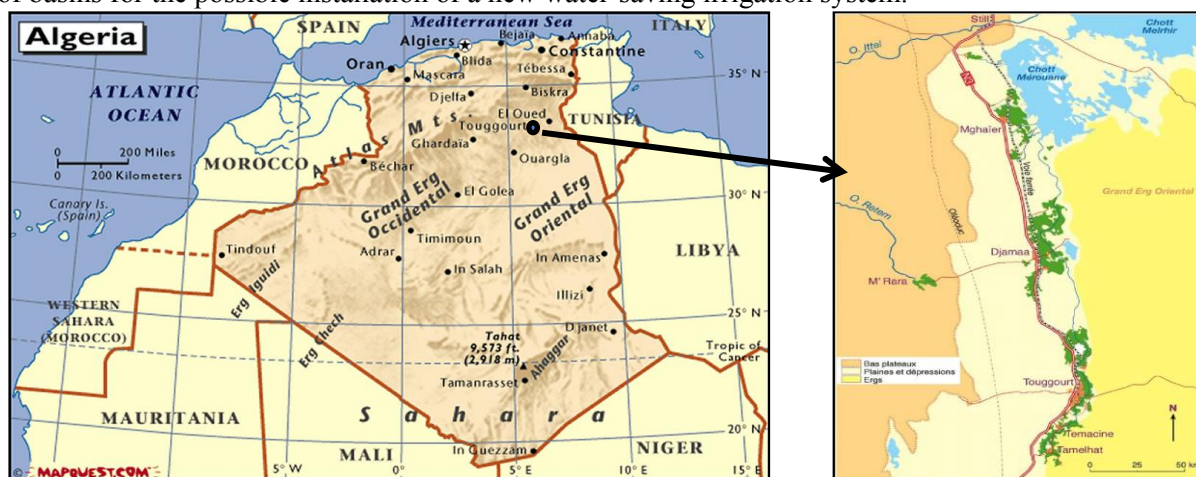 of basins for the possible installation of a new water-saving irrigation system.
Algeria
SPAIN
Mediterranean Sea
ITALY
Algiers
Bejaïa
Annaba
Constantine
Oran
Blida
Mascara
Tébessa
35° N
Djelfa
Biskra
ATLANTIC
OCEAN
El Oued
Touggourt
TUNISIA
Atlas Mts.
Ghardaïa
Ouargla
MOROCCO
Béchar
0 200 Miles
0 200 Kilometers
Grand Erg
Occidental
El Golea
Grand Erg
Oriental
30° N
Canary Is.
(Spain)
Timimoun
Tindouf
Adrar
In Salah
In Amenas
LIBYA
Erg Iguidi
Illizi
WESTERN
SAHARA
(MOROCCO)
Erg Chech
25° N
Djanet
Tahat
9,573 ft.
(2,918 m)
Ahaggar
Tropic of
Cancer
Tamanrasset
MAURITANIA
Sahara
20° N
MALI
In Guezzam
NIGER
© MAPQUEST.COM
5°W
0°
5°E
10°E
15°E
Still
Chott
Melrhir
O. Ittel
N3
Chott
Mérouane
Mghaïer
Voie ferrée
Grand Erg Oriental
O. Retem
Oléoduc
Djamaa
M' Rara
Bas plateaux
Plaines et dépressions
Ergs
Touggourt
N
Temacine
Tamelhat
0 25 50 km